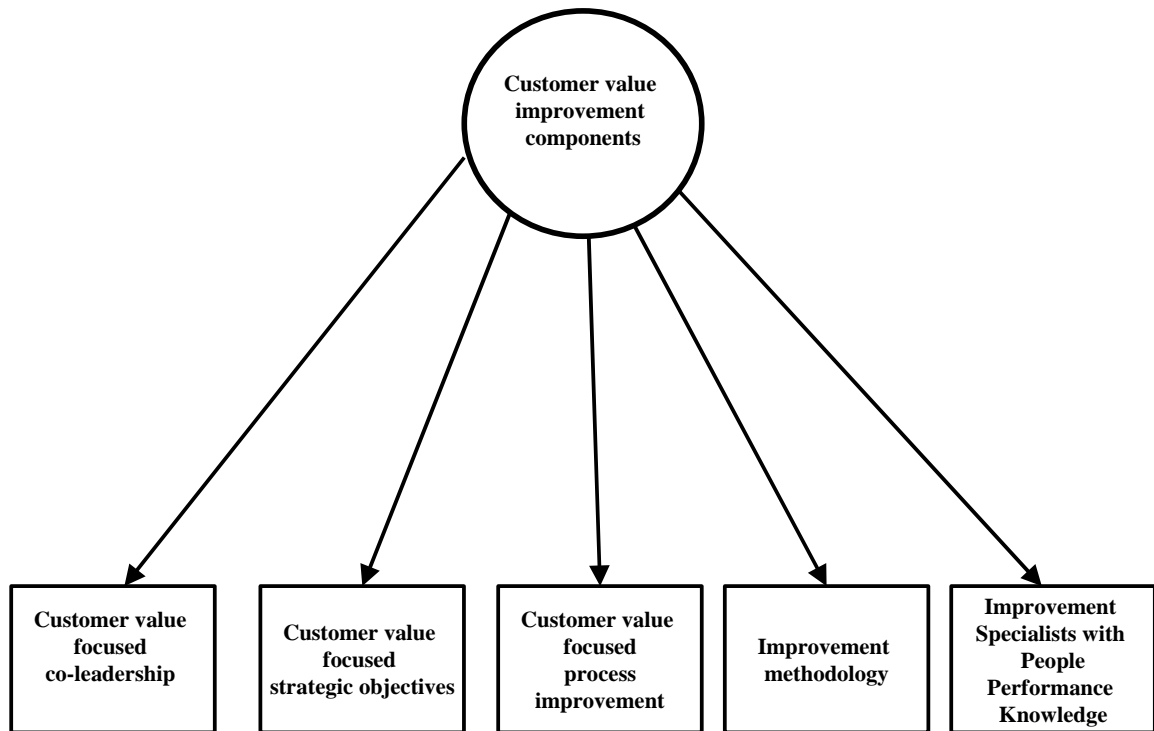 Customer value
improvement
components
Customer value
focused
co-leadership
Customer value
focused
strategic objectives
Customer value
focused
process
improvement
Improvement
methodology
Improvement
Specialists with
People
Performance
Knowledge